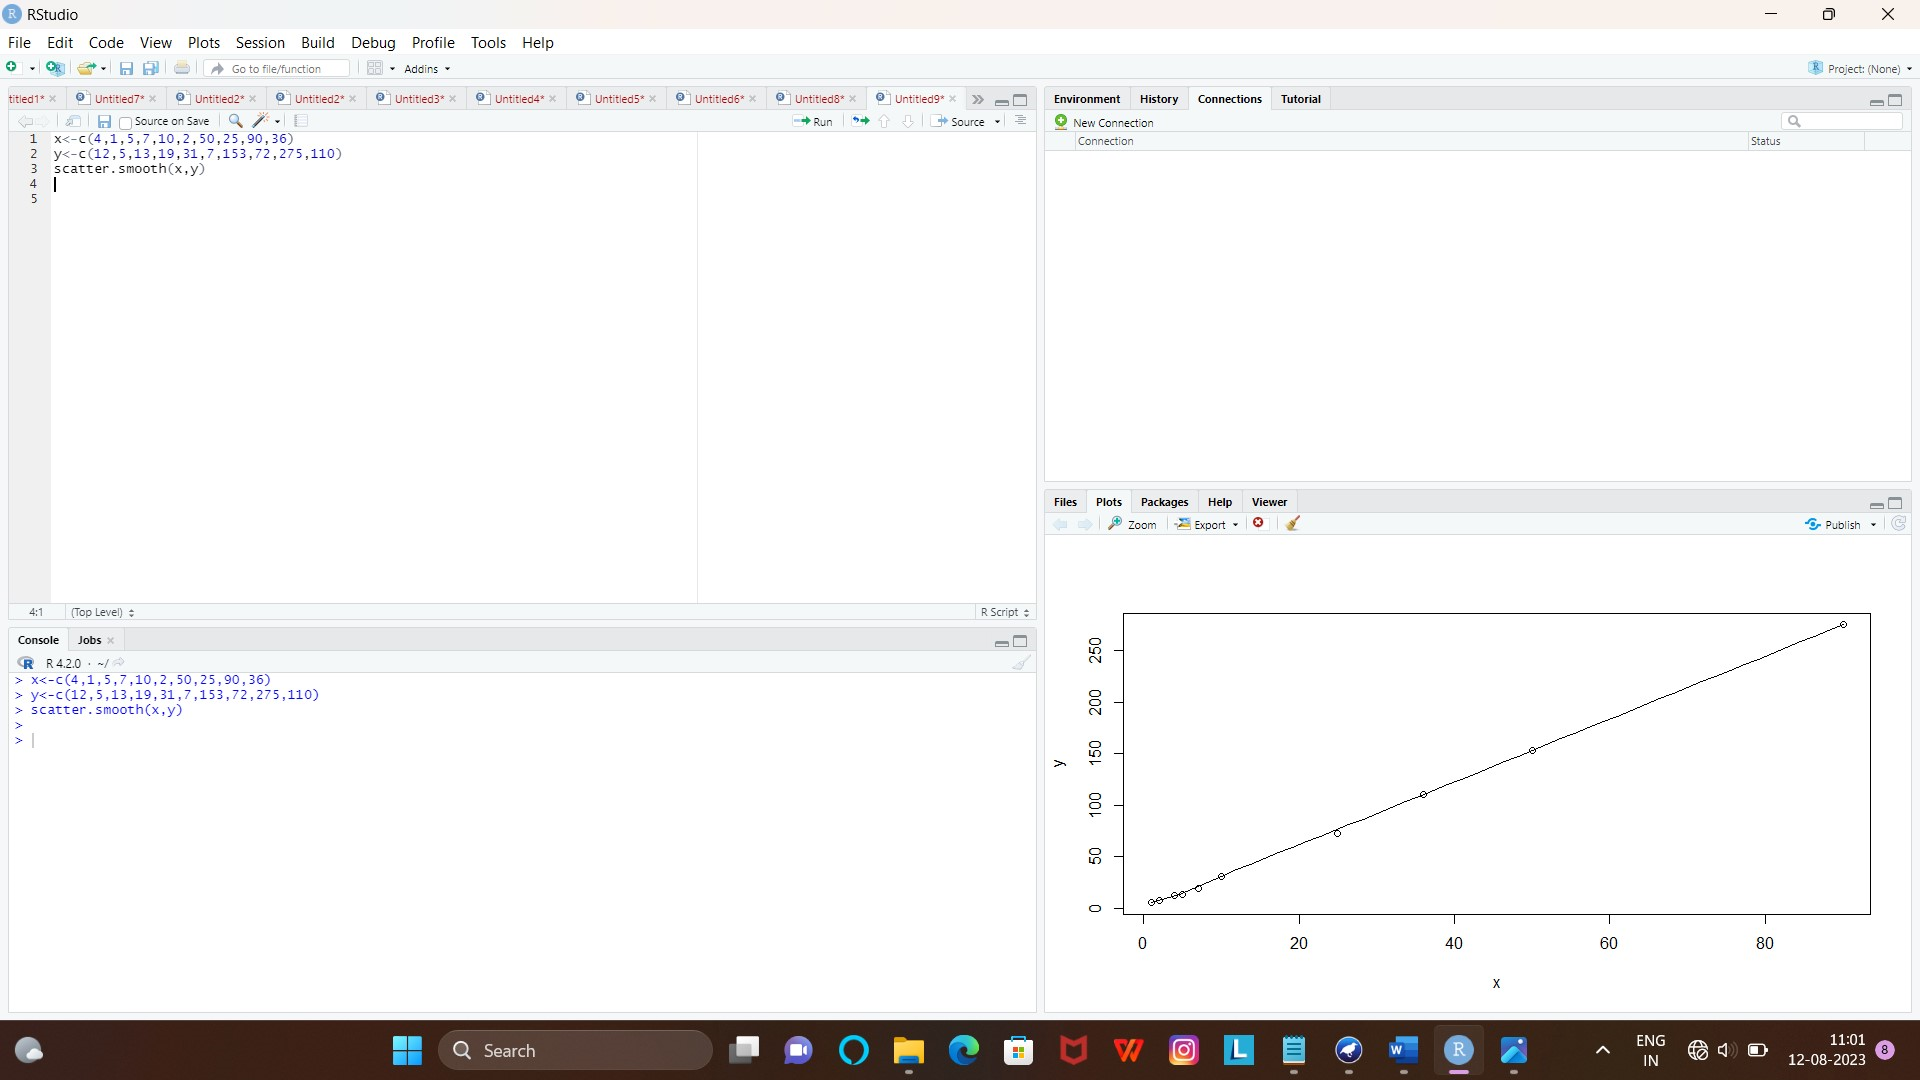 RStudio
File Edit Code View Plots Session Build Debug Profile Tools Help
Go to file/function Addins Project: (None)
titled1* Untitled7* Untitled2* Untitled2* Untitled3* Untitled4* Untitled5* Untitled6* Untitled8* Untitled9*
Source on Save Run Source
1 x<-c(4,1,5,7,10,2,50,25,90,36)
2 y<-c(12,5,13,19,31,7,153,72,275,110)
3 scatter.smooth(x,y)
4
5
4:1 (Top Level) R Script
Console Jobs
R 4.2.0 · ~/
> x<-c(4,1,5,7,10,2,50,25,90,36)
> y<-c(12,5,13,19,31,7,153,72,275,110)
> scatter.smooth(x,y)
>
>
Environment History Connections Tutorial
New Connection
Connection Status
Files Plots Packages Help Viewer
Zoom Export Publish
250
200
150
100
50
0
y
0 20 40 60 80
x
Search
ENG
IN
11:01
12-08-2023
8